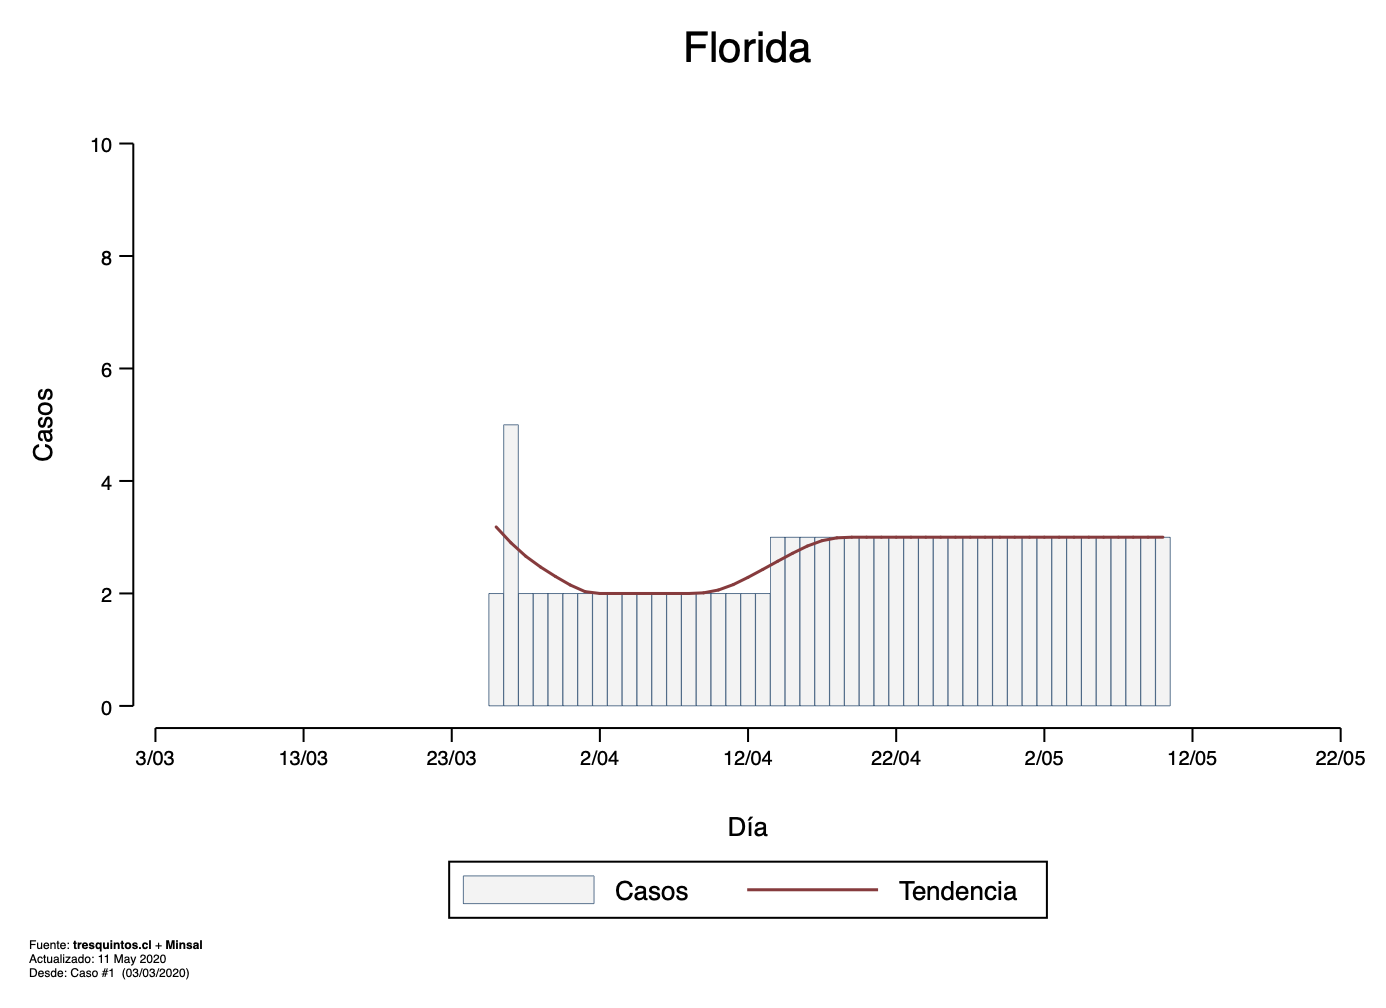 Florida
10
8
6
4
2
0
Casos
3/03 13/03 23/03 2/04 12/04 22/04 2/05 12/05 22/05
Día
Casos Tendencia
Fuente: tresquintos.cl + Minsal
Actualizado: 11 May 2020
Desde: Caso #1 (03/03/2020)